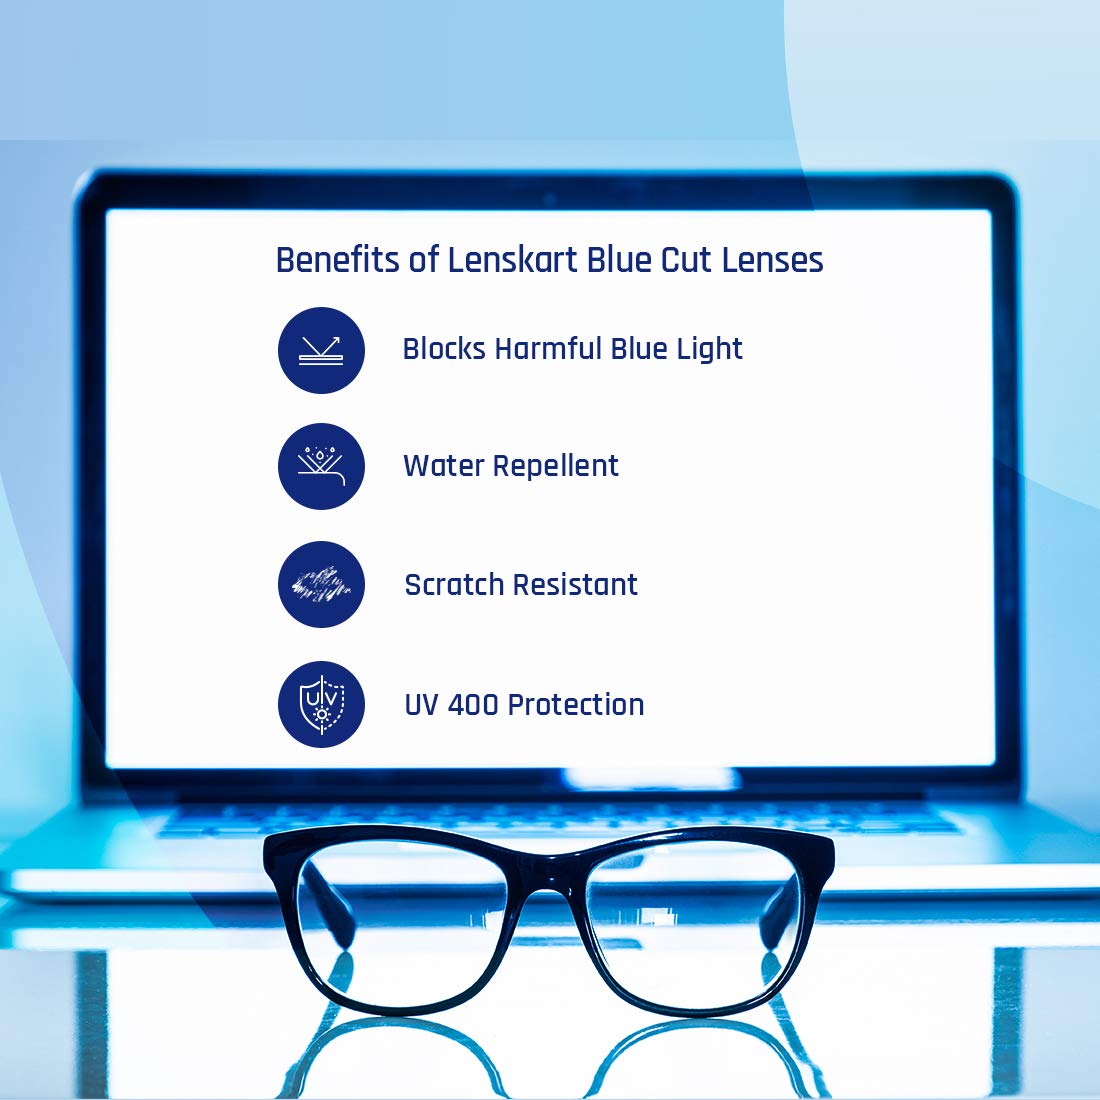 Benefits of Lenskart Blue Cut Lenses
Blocks Harmful Blue Light
Water Repellent
Scratch Resistant
UV
UV 400 Protection